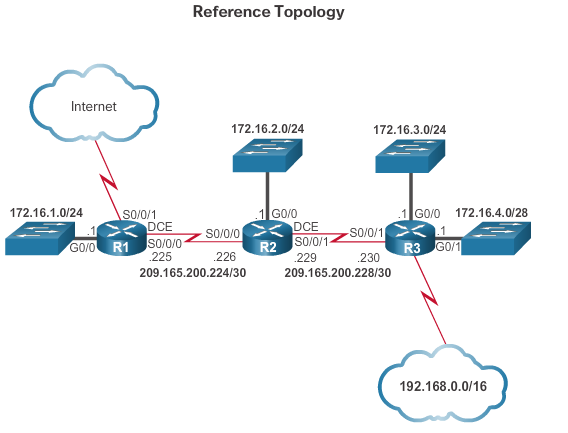 Reference Topology
Internet
172.16.2.0/24
172.16.3.0/24
172.16.1.0/24
172.16.4.0/28
S0/0/1
.1
G0/0
R1
DCE
S0/0/0
.225
S0/0/0
.226
209.165.200.224/30
.1
G0/0
R2
DCE
S0/0/1
.229
S0/0/1
.230
209.165.200.228/30
.1
G0/0
R3
.1
G0/1
192.168.0.0/16